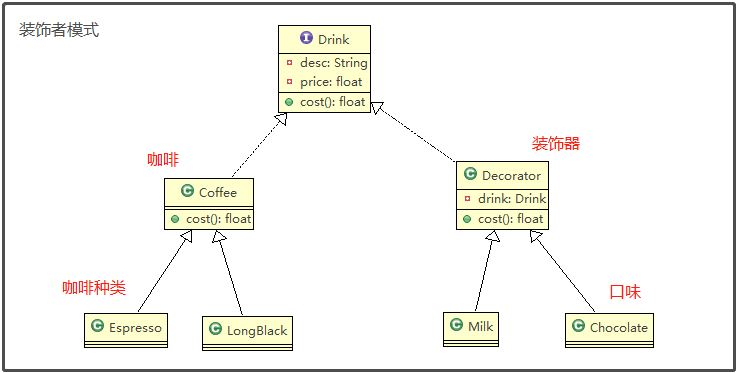 装饰者模式
I Drink
desc: String
price: float
cost(): float
咖啡
装饰器
C Coffee
cost(): float
C Decorator
drink: Drink
cost(): float
咖啡种类
口味
C Espresso
C LongBlack
C Milk
C Chocolate